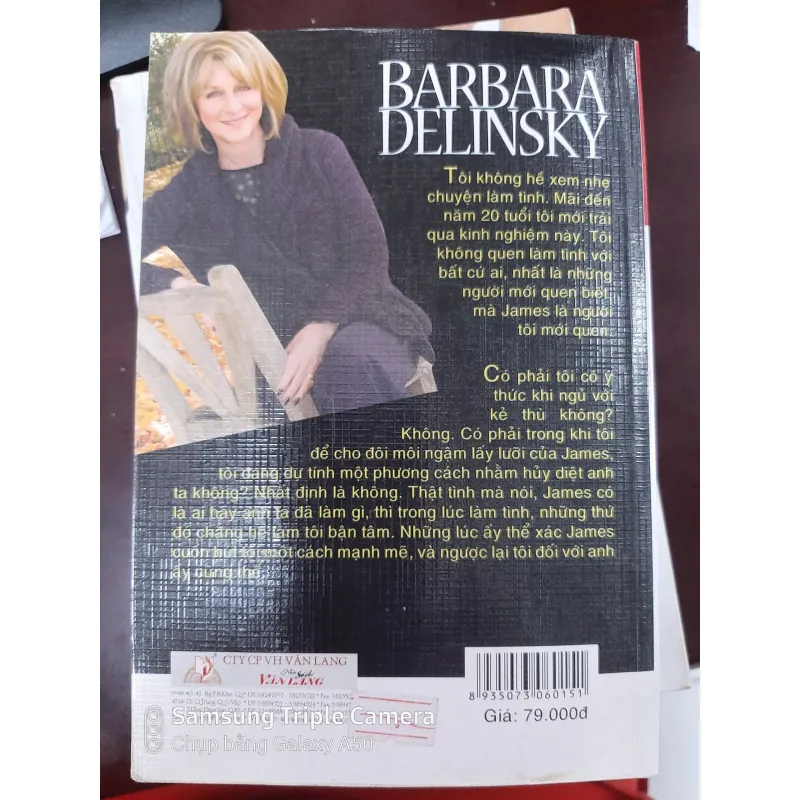 BARBARA
DELINSKY
Tôi không hề xem nhẹ
chuyện làm tình. Mãi đến
năm 20 tuổi tôi mới trải
qua kinh nghiệm này. Tôi
không quen làm tình với
bất cứ ai, nhất là những
người mới quen biết,
mà James là người
tôi mới quen.
Có phải tôi có ý
thức khi ngủ với
kẻ thù không?
Không. Có phải trong khi tôi
để cho đôi môi ngậm lấy lưỡi của James,
tôi đang dự tính một phương cách nhằm hủy diệt anh
ta không? Nhất định là không. Thật tình mà nói, James có
là ai hay anh ta đã làm gì, thì trong lúc làm tình, những thứ
đó chẳng hề làm tôi bận tâm. Những lúc ấy thể xác James
cuốn hút tôi một cách mạnh mẽ, và ngược lại tôi đối với anh
ấy cũng thế.
CTY CP VH VĂN LANG
Nhà Sách
VĂN LANG
8 935073 060151
Giá: 79.000đ
Samsung Triple Camera
Chụp bằng Galaxy A50